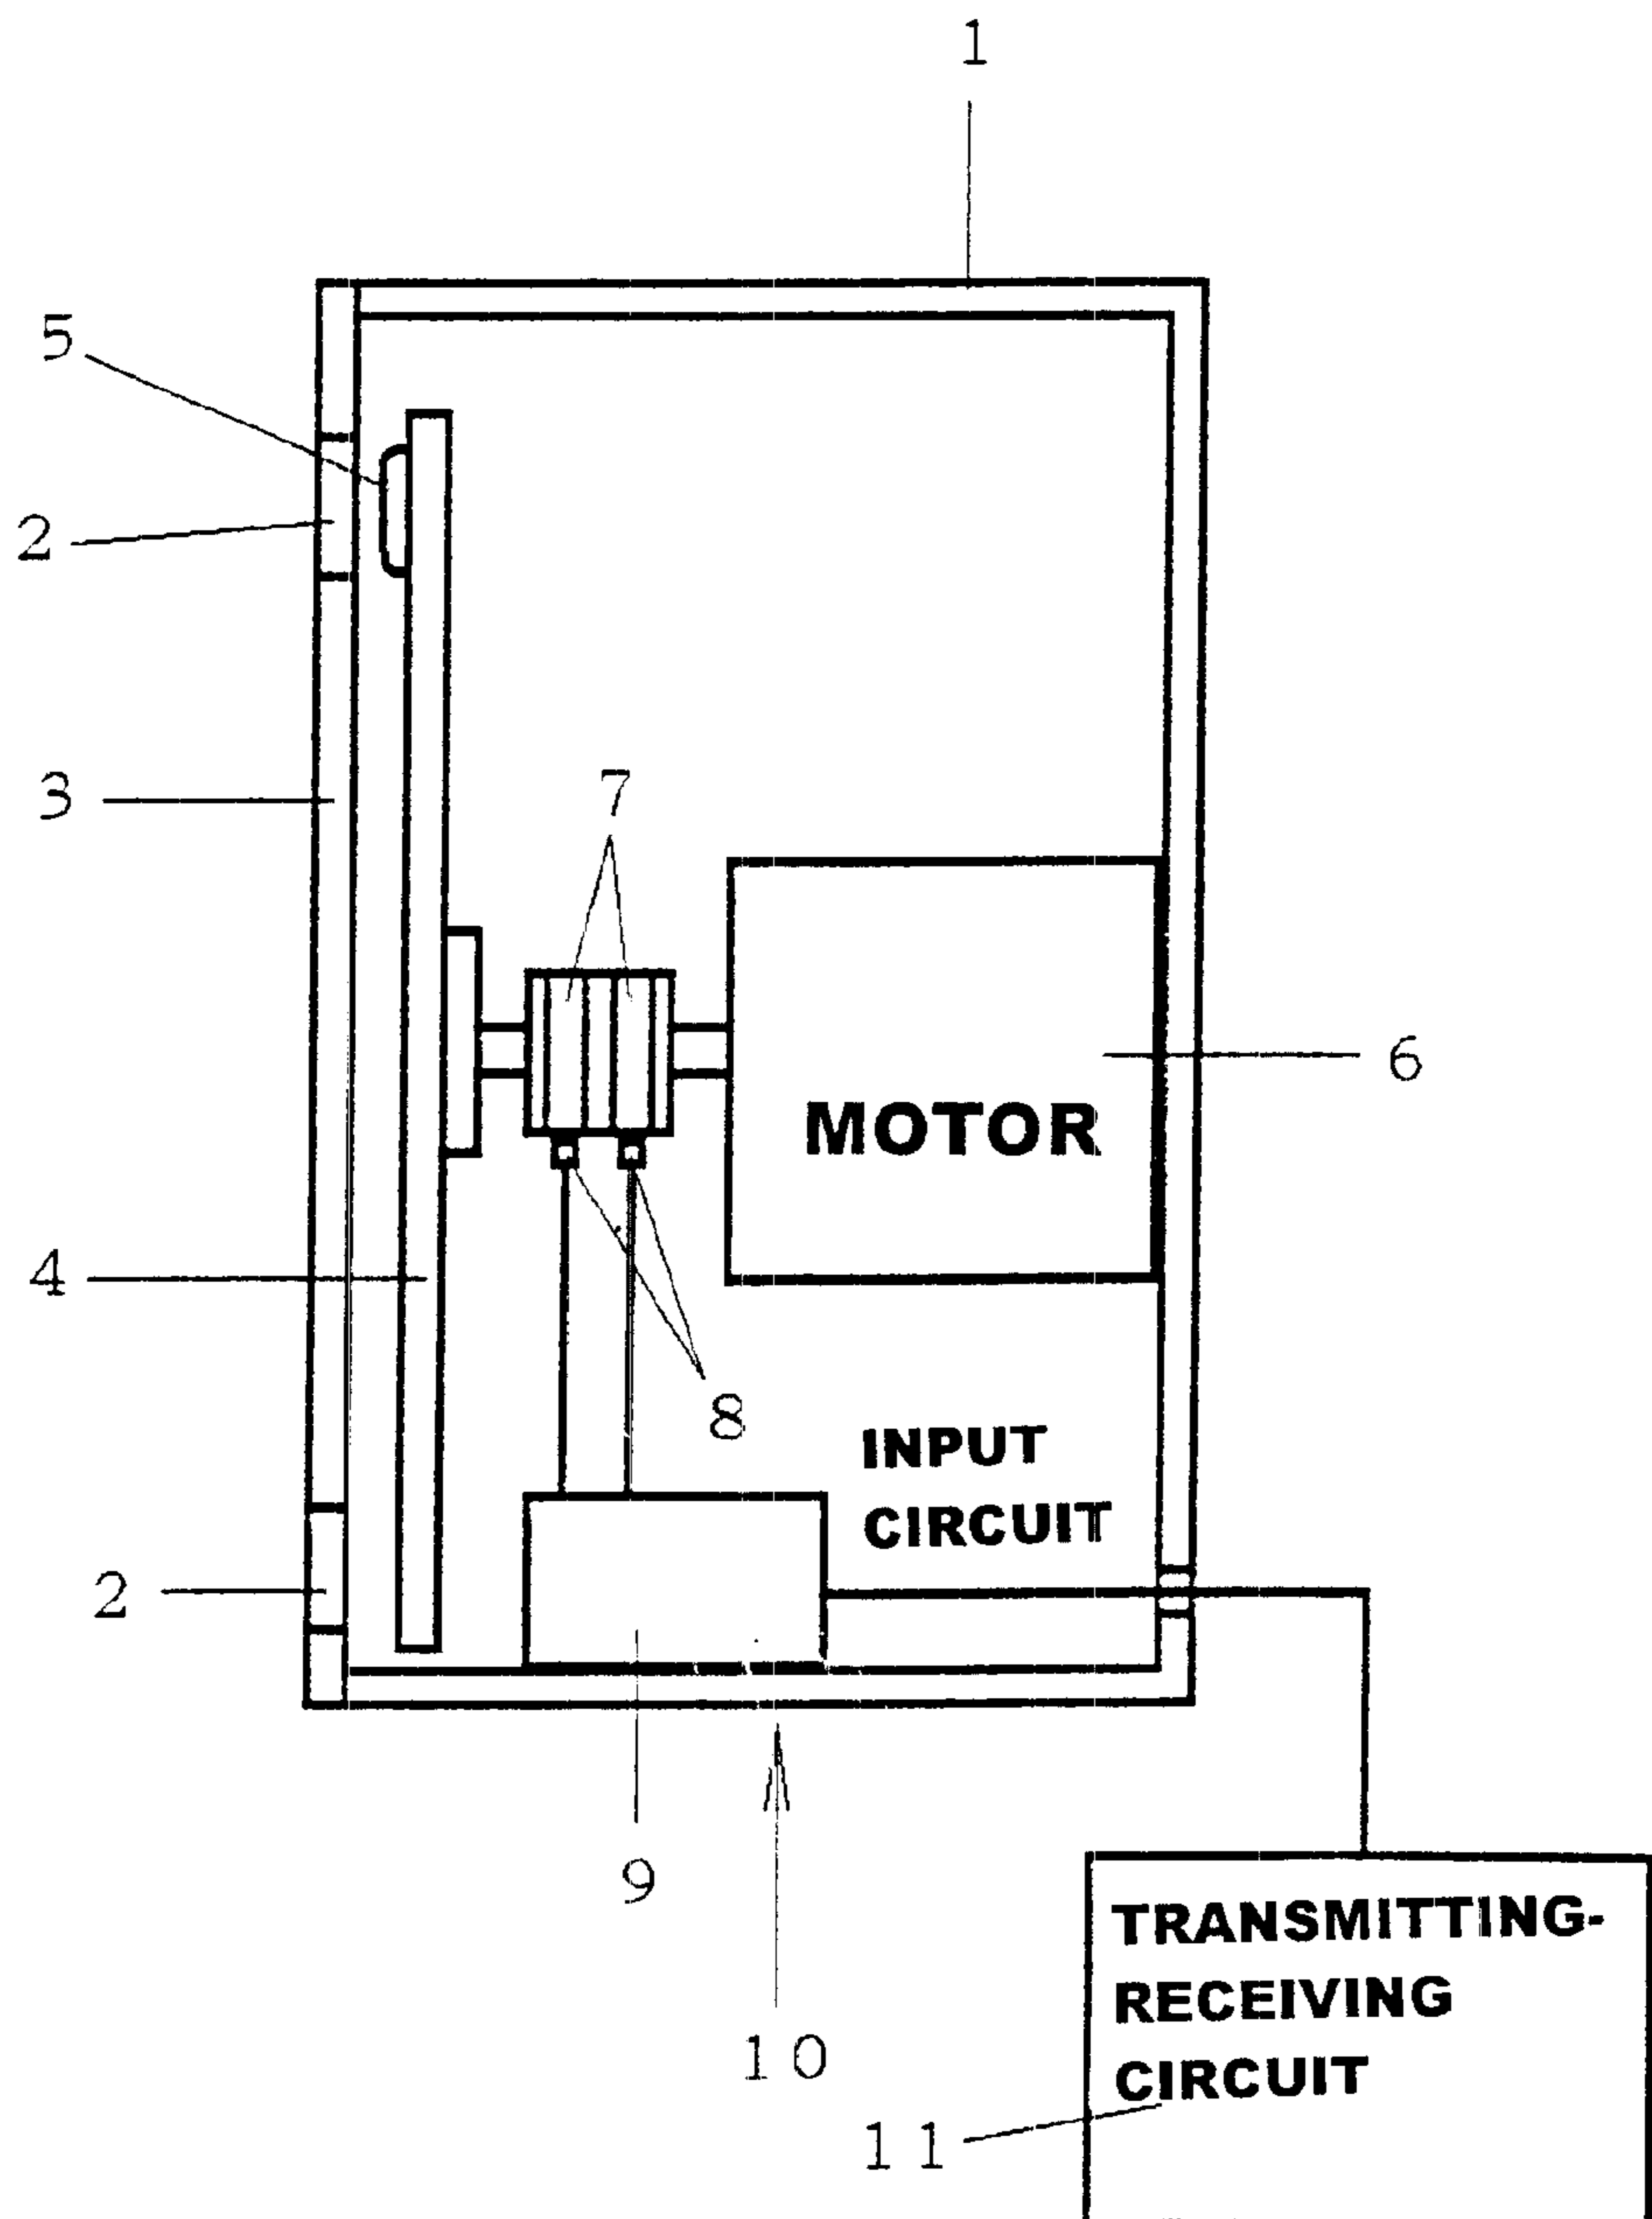 1
5
2
3
7
6
MOTOR
4
8
INPUT
CIRCUIT
2
9
TRANSMITTING-
RECEIVING
CIRCUIT
10
11